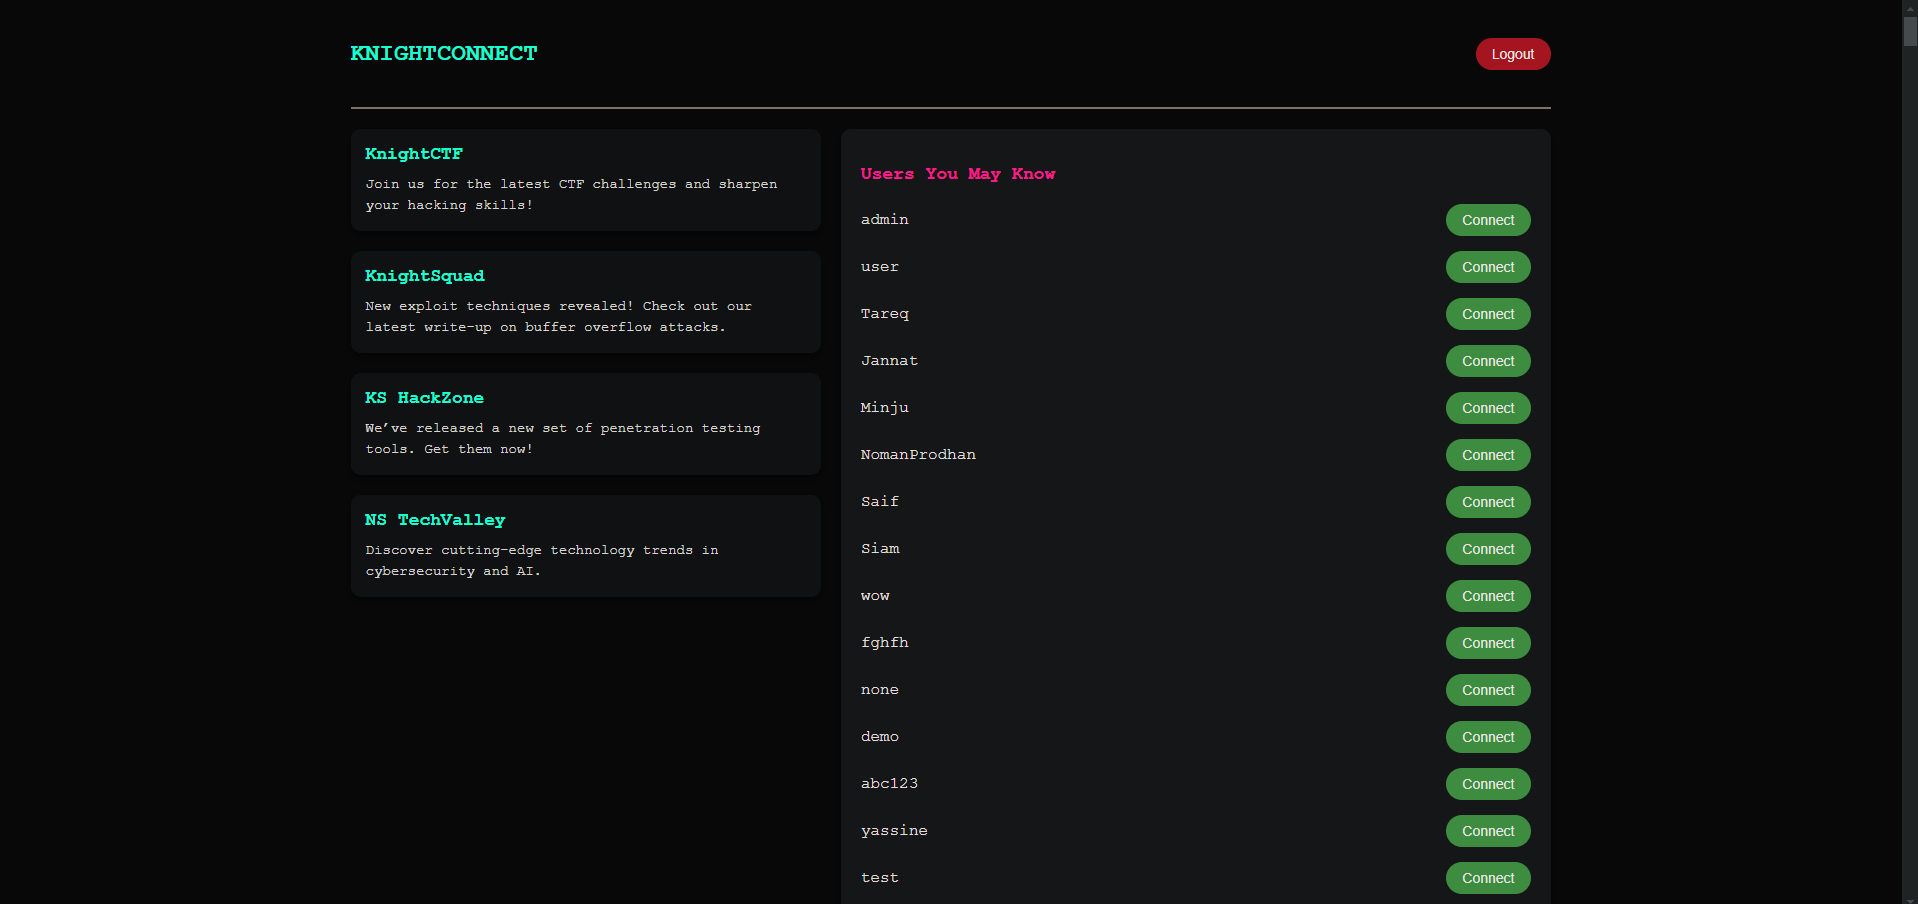 KNIGHTCONNECT
Logout
KnightCTF
Join us for the latest CTF challenges and sharpen
your hacking skills!
KnightSquad
New exploit techniques revealed! Check out our
latest write-up on buffer overflow attacks.
KS HackZone
We’ve released a new set of penetration testing
tools. Get them now!
NS TechValley
Discover cutting-edge technology trends in
cybersecurity and AI.
Users You May Know
admin Connect
user Connect
Tareq Connect
Jannat Connect
Minju Connect
NomanProdhan Connect
Saif Connect
Siam Connect
wow Connect
fghfh Connect
none Connect
demo Connect
abc123 Connect
yassine Connect
test Connect